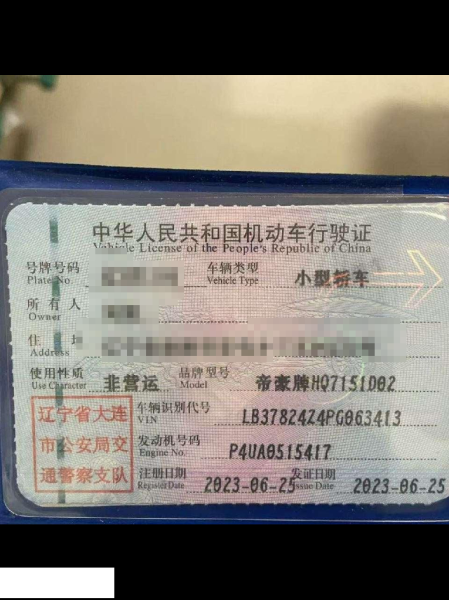 中华人民共和国机动车行驶证
Vehicle License of the People's Republic of China
号牌号码 车辆类型 小型轿车
Plate No. Vehicle Type
所有人
Owner
住址
Address
使用性质 非营运 品牌型号 帝豪牌HQ7151D02
Use Character Model
辽宁省大连 车辆识别代号 LB37824Z4PG063413
VIN
市公安局交 发动机号码 P4UA0515417
Engine No.
通警察支队 注册日期 2023-06-25 发证日期 2023-06-25
Register Date Issue Date